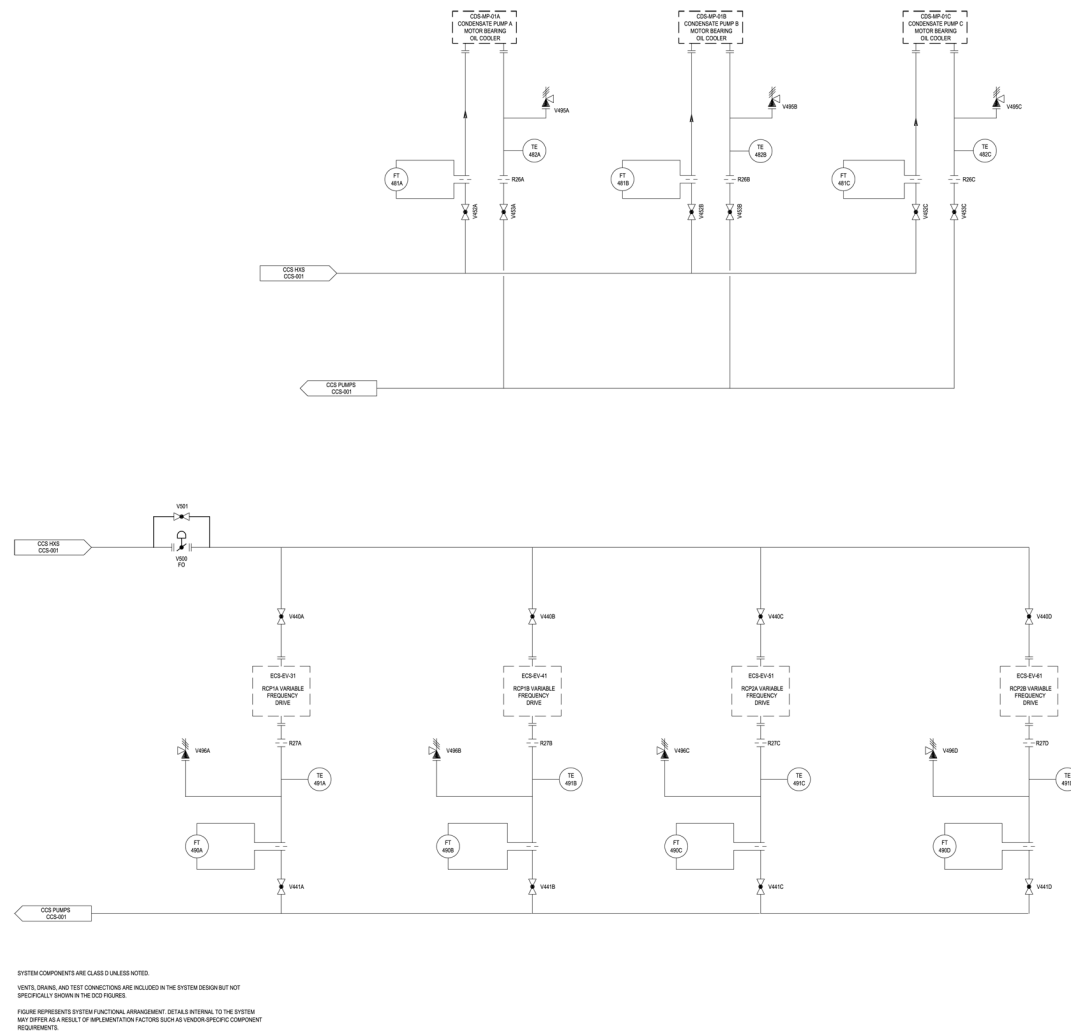 CDS-MP-01A
CONDENSATE PUMP A
MOTOR BEARING
OIL COOLER
CDS-MP-01B
CONDENSATE PUMP B
MOTOR BEARING
OIL COOLER
CDS-MP-01C
CONDENSATE PUMP C
MOTOR BEARING
OIL COOLER
V495A
V495B
V495C
TE
482A
TE
482B
TE
482C
FT
481A
R26A
FT
481B
R26B
FT
481C
R26C
V452A
V453A
V452B
V453B
V452C
V453C
CCS HXS
CCS-001
CCS PUMPS
CCS-001
V501
CCS HXS
CCS-001
V500
FO
V440A
V440B
V440C
V440D
ECS-EV-31
RCP1A VARIABLE
FREQUENCY
DRIVE
ECS-EV-41
RCP1B VARIABLE
FREQUENCY
DRIVE
ECS-EV-51
RCP2A VARIABLE
FREQUENCY
DRIVE
ECS-EV-61
RCP2B VARIABLE
FREQUENCY
DRIVE
V496A
R27A
V496B
R27B
V496C
R27C
V496D
R27D
TE
491A
TE
491B
TE
491C
TE
FT
490A
FT
490B
FT
490C
FT
490D
V441A
V441B
V441C
V441D
CCS PUMPS
CCS-001
SYSTEM COMPONENTS ARE CLASS D UNLESS NOTED.
VENTS, DRAINS, AND TEST CONNECTIONS ARE INCLUDED IN THE SYSTEM DESIGN BUT NOT
SPECIFICALLY SHOWN IN THE DCD FIGURES.
FIGURE REPRESENTS SYSTEM FUNCTIONAL ARRANGEMENT. DETAILS INTERNAL TO THE SYSTEM
MAY DIFFER AS A RESULT OF IMPLEMENTATION FACTORS SUCH AS VENDOR-SPECIFIC COMPONENT
REQUIREMENTS.